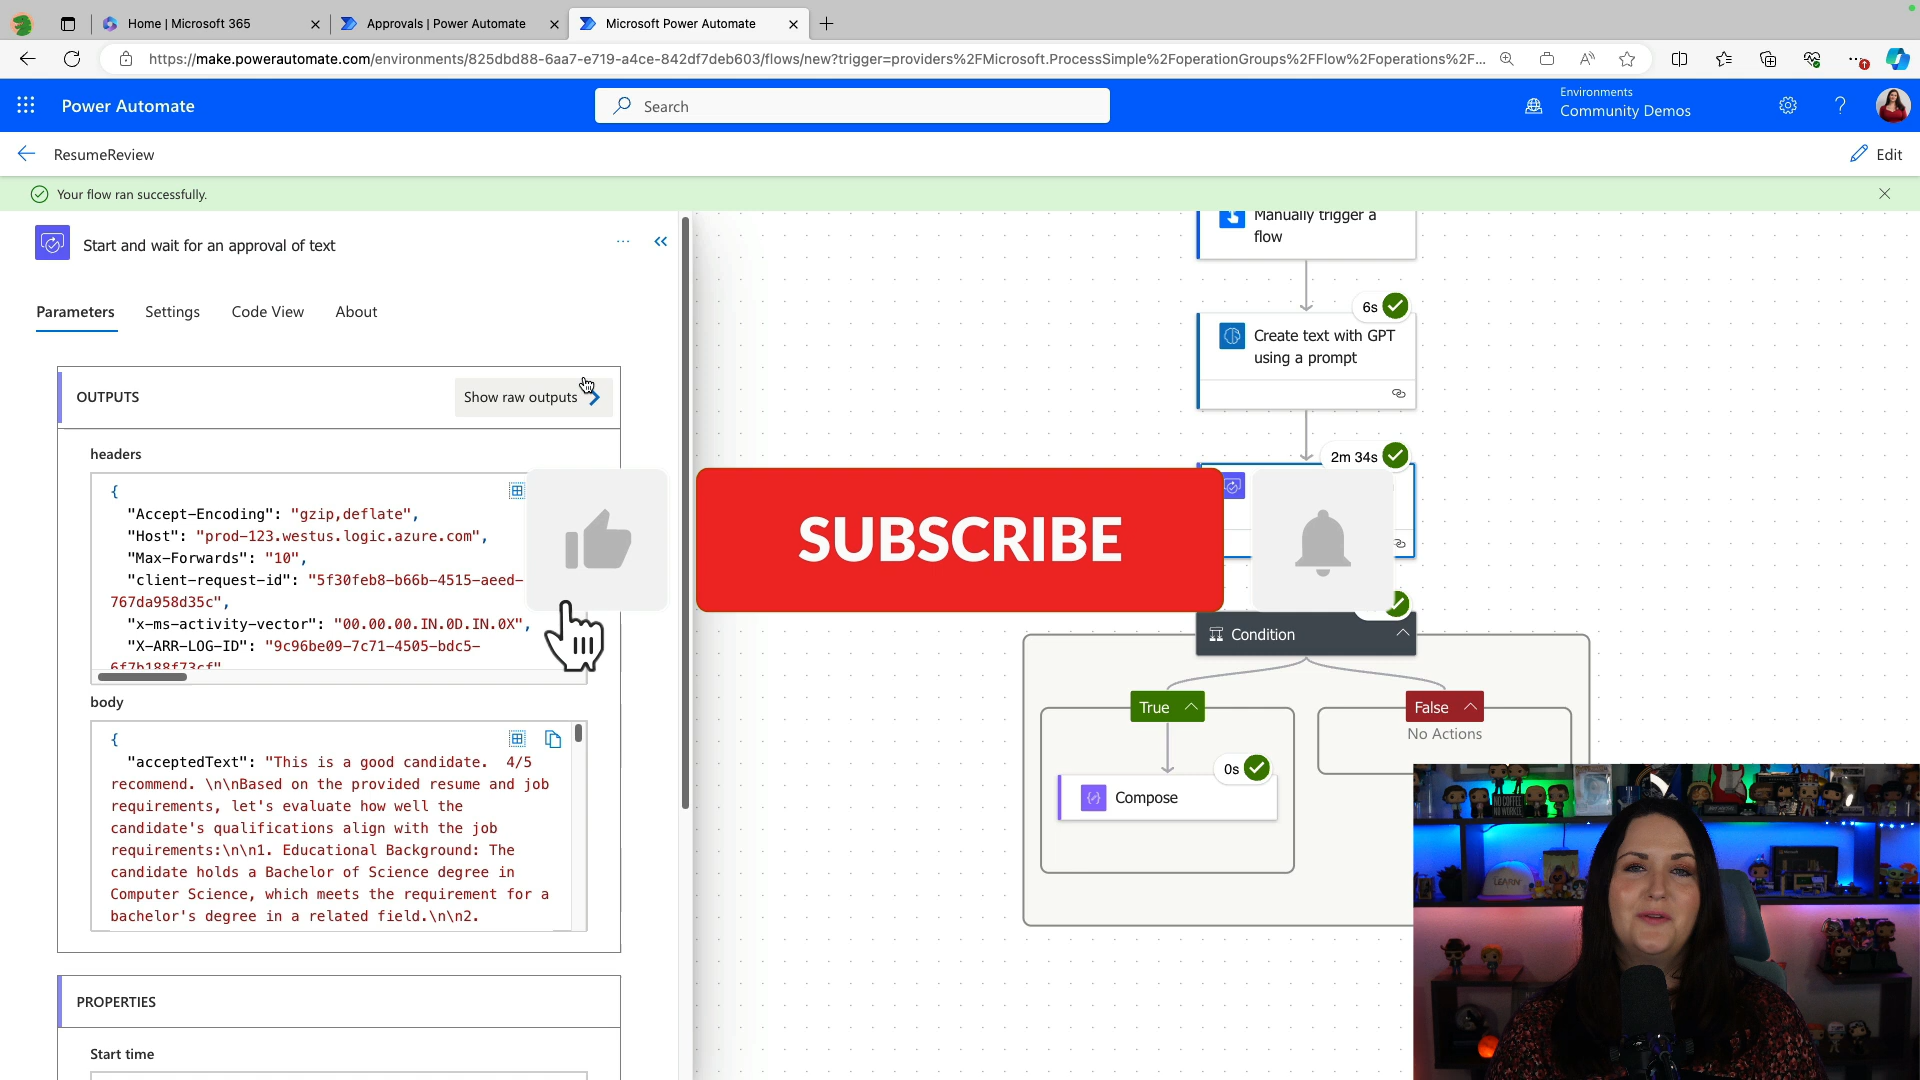 Home | Microsoft 365
Approvals | Power Automate
Microsoft Power Automate
https://make.powerautomate.com/environments/825dbd88-6aa7-e719-a4ce-842df7deb603/flows/new?trigger=providers%2FMicrosoft.ProcessSimple%2FoperationGroups%2FFlow%2Foperations%2F...
Power Automate
Search
Environments
Community Demos
?
ResumeReview
Edit
Your flow ran successfully.
Start and wait for an approval of text
Parameters
Settings
Code View
About
OUTPUTS
Show raw outputs
headers
{
"Accept-Encoding": "gzip,deflate",
"Host": "prod-123.westus.logic.azure.com",
"Max-Forwards": "10",
"client-request-id": "5f30feb8-b66b-4515-aeed-
767da958d35c",
"x-ms-activity-vector": "00.00.00.IN.0D.IN.0X",
"X-ARR-LOG-ID": "9c96be09-7c71-4505-bdc5-
6f7b188f73cf"
body
{
"acceptedText": "This is a good candidate.  4/5
recommend. \n\nBased on the provided resume and job
requirements, let's evaluate how well the
candidate's qualifications align with the job
requirements:\n\n1. Educational Background: The
candidate holds a Bachelor of Science degree in
Computer Science, which meets the requirement for a
bachelor's degree in a related field.\n\n2.
PROPERTIES
Start time
Manually trigger a
flow
6s
Create text with GPT
using a prompt
2m 34s
SUBSCRIBE
Condition
True
False
No Actions
0s
Compose
NO COFFEE
NO WORKEE
LEARN